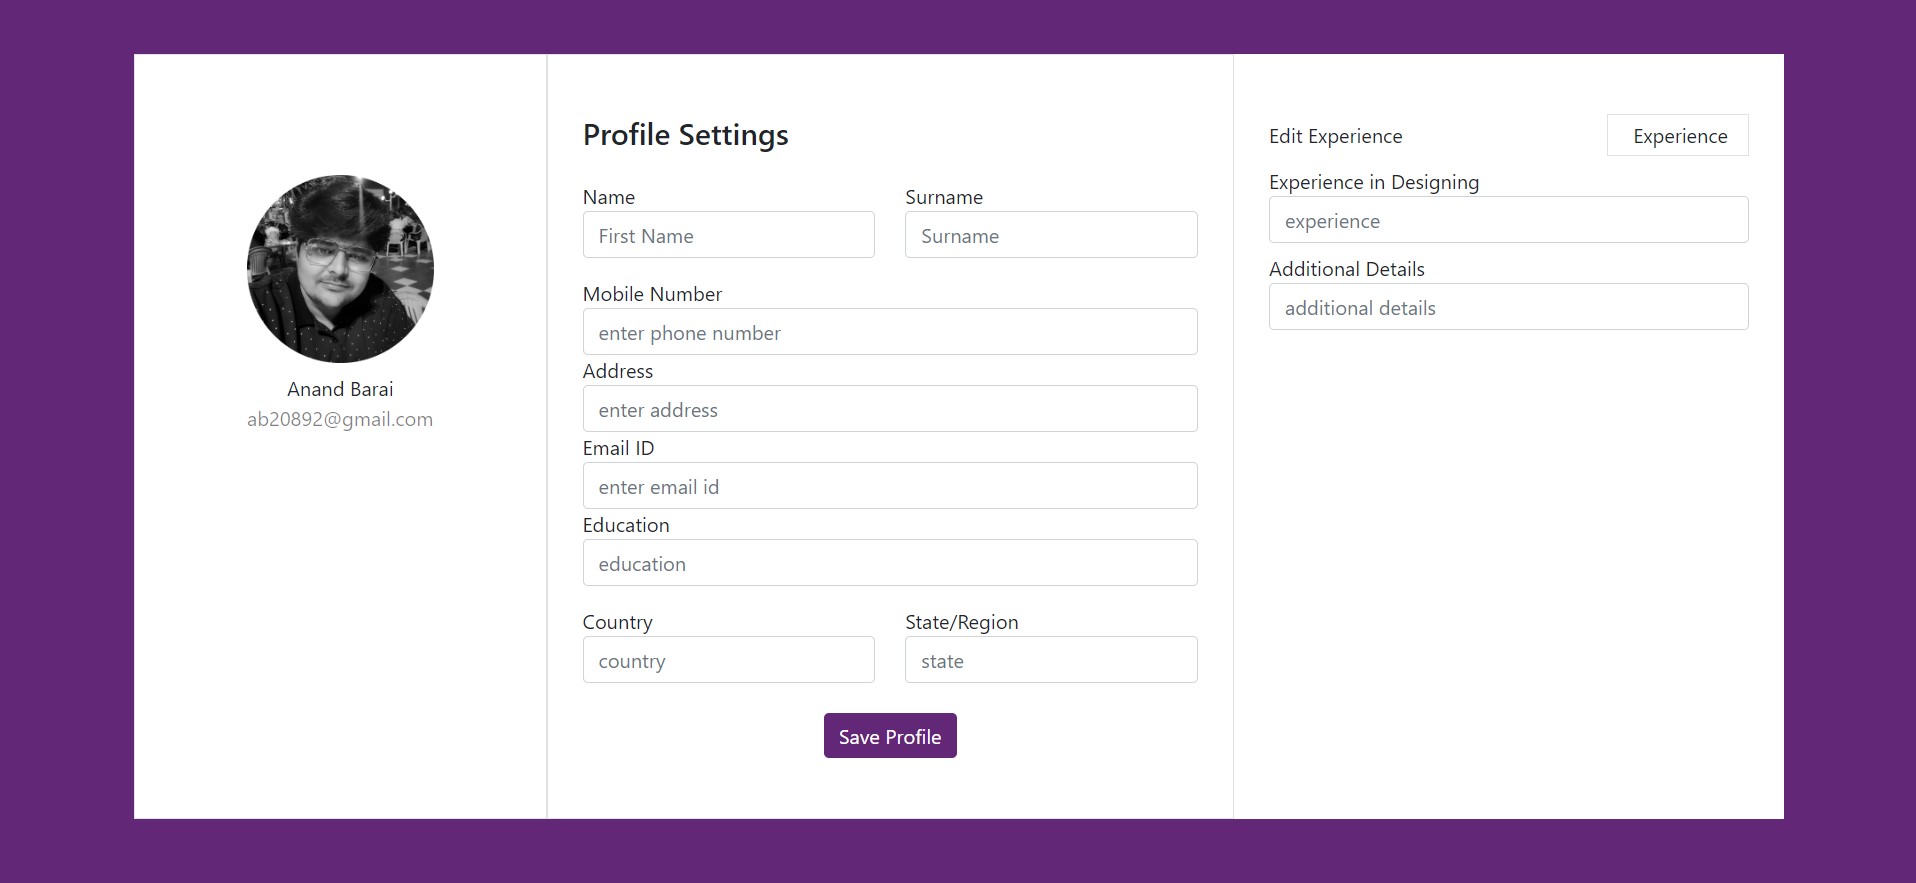 Anand Barai
ab20892@gmail.com
Profile Settings
Name
Surname
First Name
Surname
Mobile Number
enter phone number
Address
enter address
Email ID
enter email id
Education
education
Country
State/Region
country
state
Save Profile
Edit Experience
Experience
Experience in Designing
experience
Additional Details
additional details